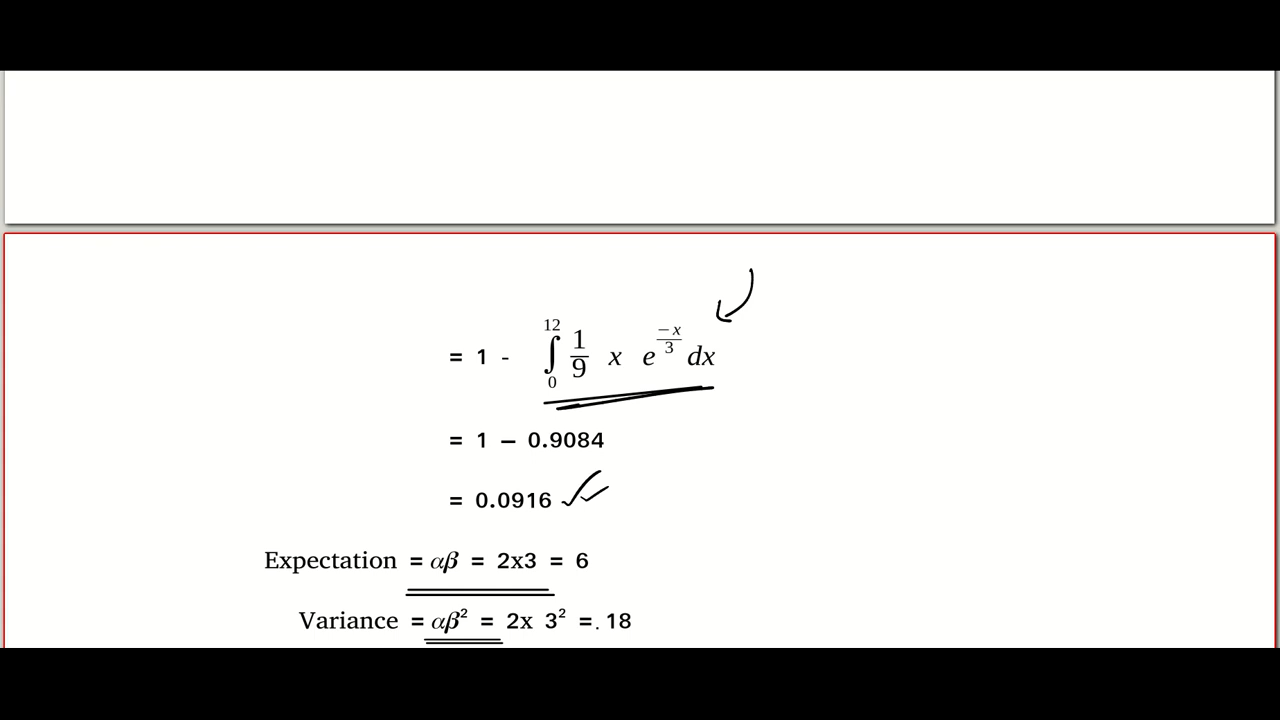 = 1 - ∫₀¹² 1/9 x e^(−x/3) dx
= 1 – 0.9084
= 0.0916
Expectation = αβ = 2x3 = 6
Variance = αβ² = 2x 3² =. 18